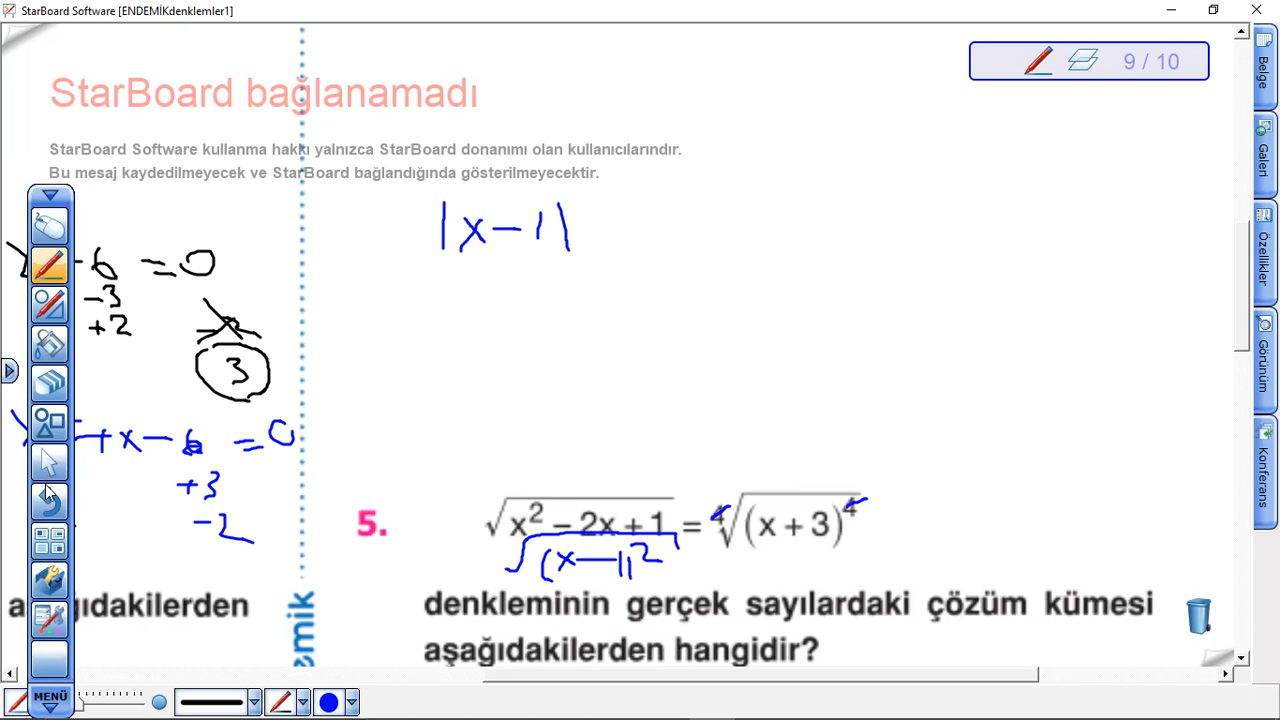 StarBoard Software [ENDEMİKdenklemler1]
9 / 10
StarBoard bağlanamadı
StarBoard Software kullanma hakkı yalnızca StarBoard donanımı olan kullanıcılarındır.
Bu mesaj kaydedilmeyecek ve StarBoard bağlandığında gösterilmeyecektir.
|x-1|
-6 =0
-3
+2
-2
3
+x-6 =0
+3
-2
5. √x² − 2x + 1 = ⁴√(x + 3)⁴
√(x-1)²
denkleminin gerçek sayılardaki çözüm kümesi
aşağıdakilerden hangidir?
aşağıdakilerden
emik
Belge
Galeri
Özellikler
Görünüm
Konferans
MENÜ